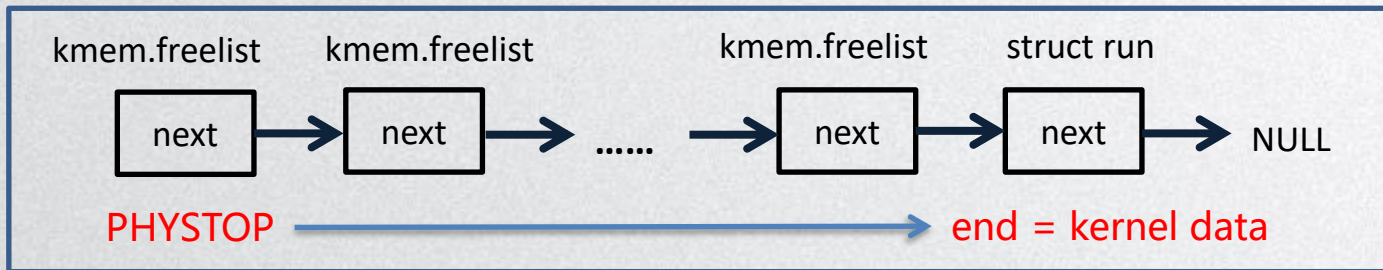 kmem.freelist kmem.freelist kmem.freelist struct run
next next ...... next next NULL
PHYSTOP end = kernel data